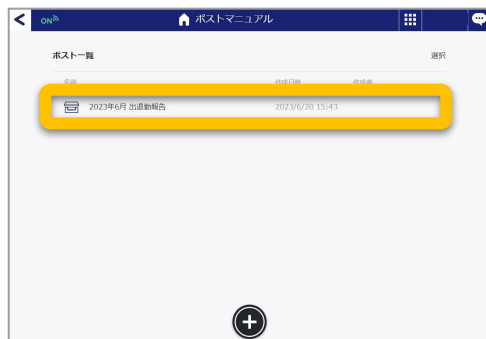 ON
ポストマニュアル
ポスト一覧
選択
名前 作成日時 作成者
2023年6月 出退勤報告 2023/6/20 15:43